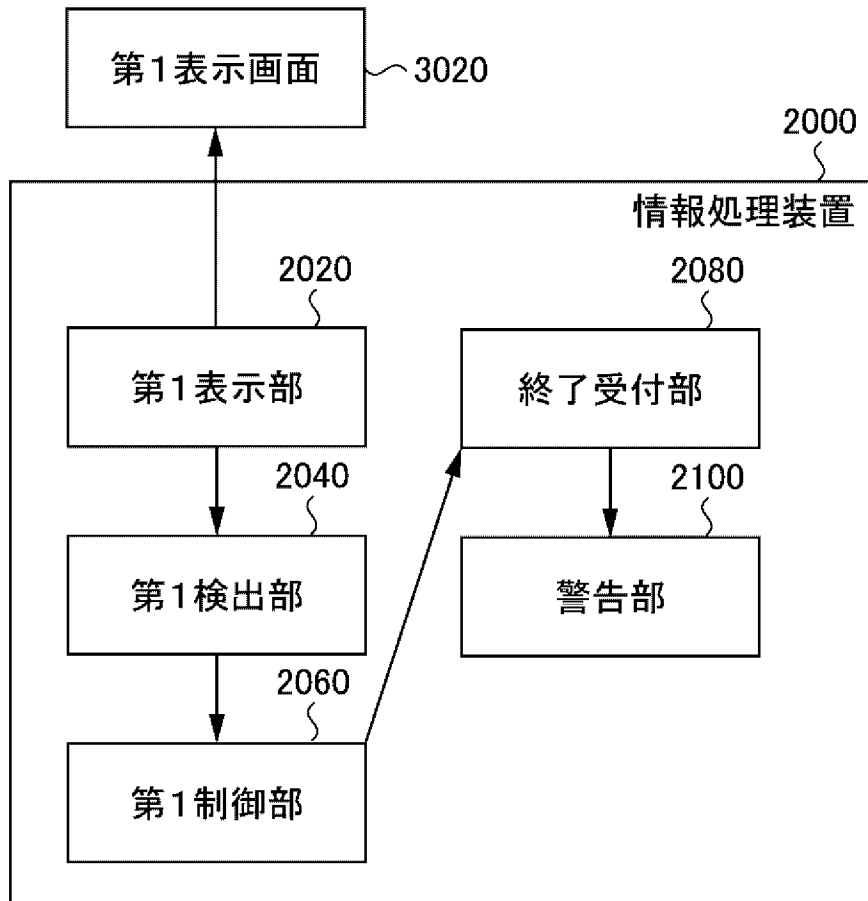 第1表示画面
3020
2000
情報処理装置
2020
第1表示部
2080
終了受付部
2040
第1検出部
2100
警告部
2060
第1制御部